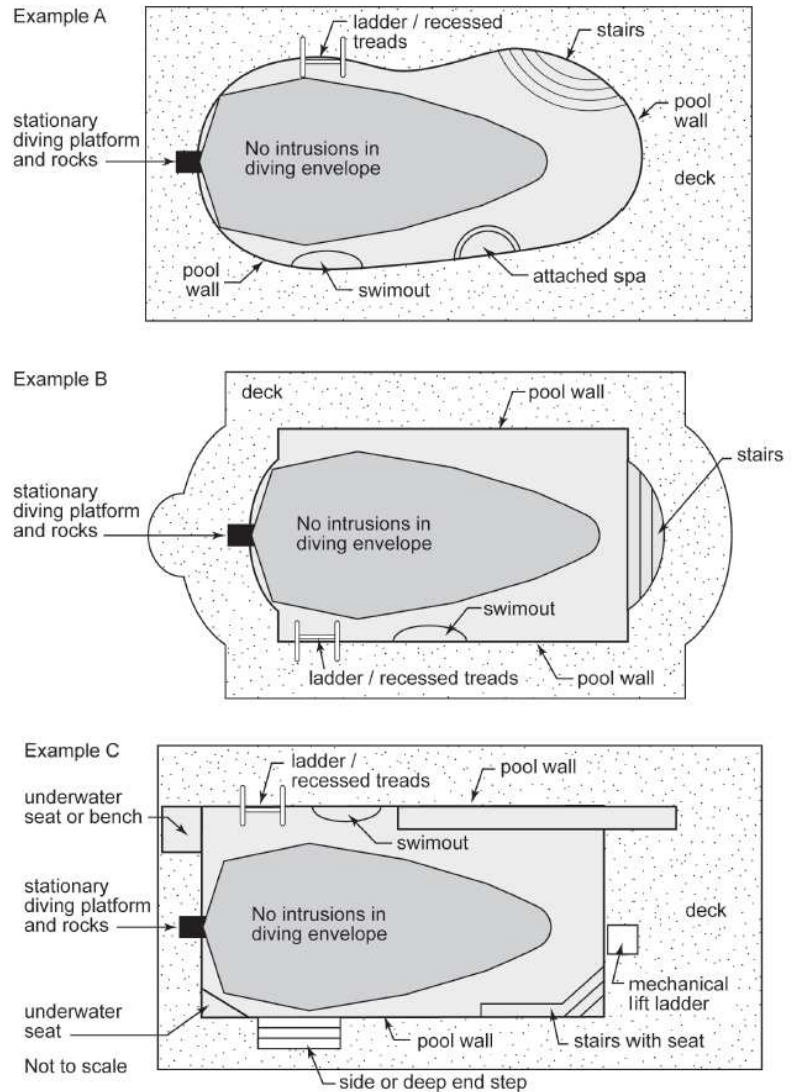 Example A
ladder / recessed
treads
stairs
stationary
diving platform
and rocks
pool
wall
No intrusions in
diving envelope
deck
pool
wall
swimout
attached spa
Example B
deck
pool wall
stairs
stationary
diving platform
and rocks
No intrusions in
diving envelope
swimout
ladder / recessed treads
pool wall
Example C
ladder /
recessed treads
pool wall
underwater
seat or bench
swimout
stationary
diving platform
and rocks
No intrusions in
diving envelope
deck
mechanical
lift ladder
underwater
seat
pool wall
stairs with seat
Not to scale
side or deep end step